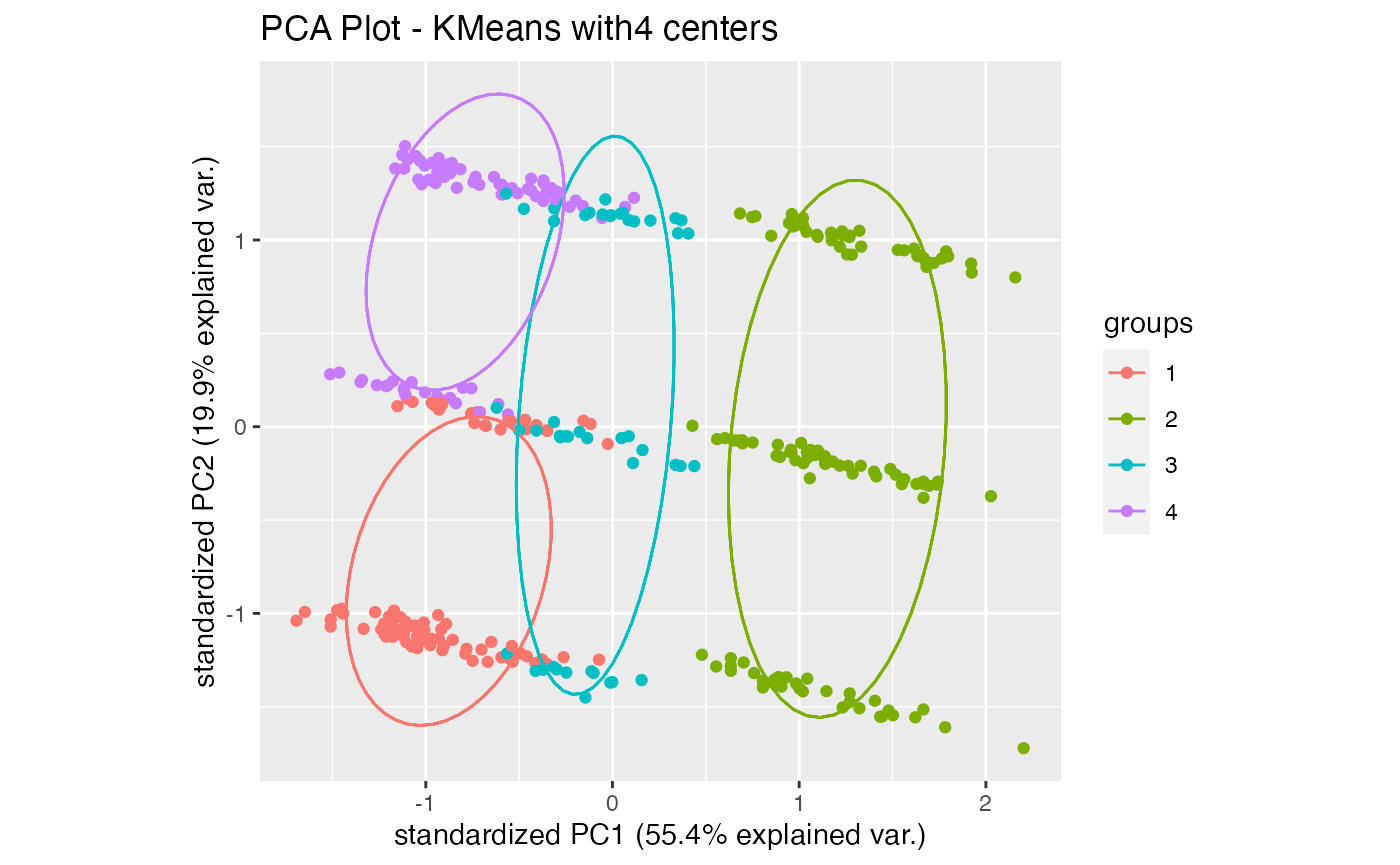 PCA Plot - KMeans with4 centers
standardized PC2 (19.9% explained var.)
1
0
-1
-1
0
1
2
standardized PC1 (55.4% explained var.)
groups
1
2
3
4